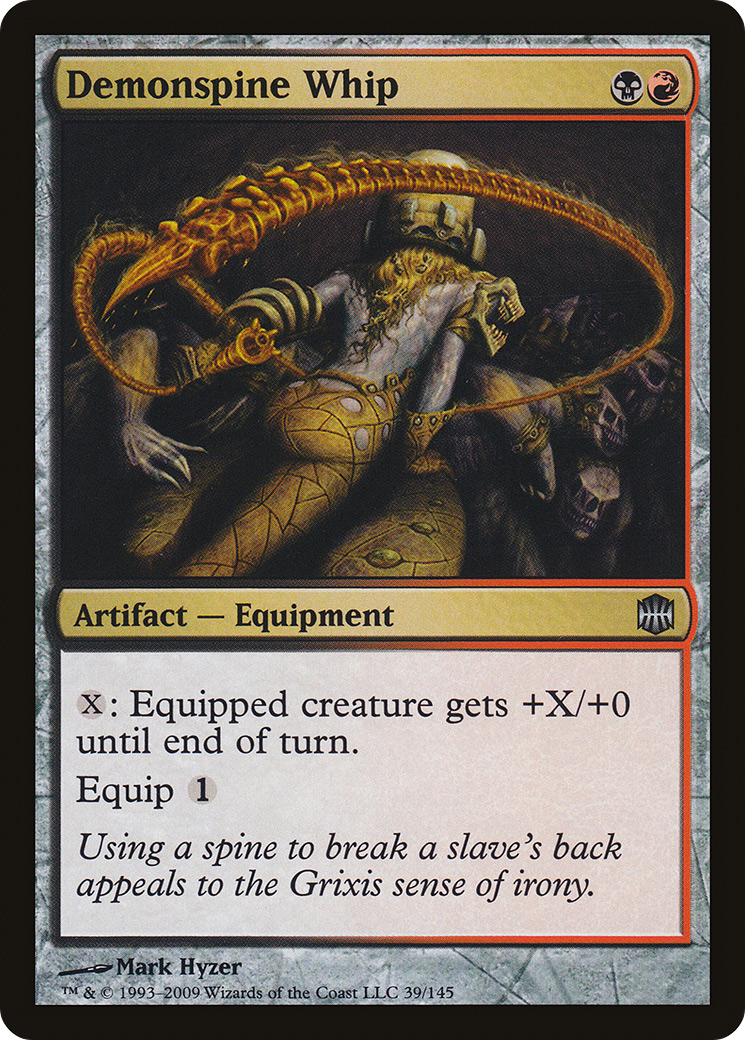 Demonspine Whip
Artifact — Equipment
X: Equipped creature gets +X/+0
until end of turn.
Equip 1
Using a spine to break a slave's back
appeals to the Grixis sense of irony.
Mark Hyzer
™ & © 1993–2009 Wizards of the Coast LLC 39/145